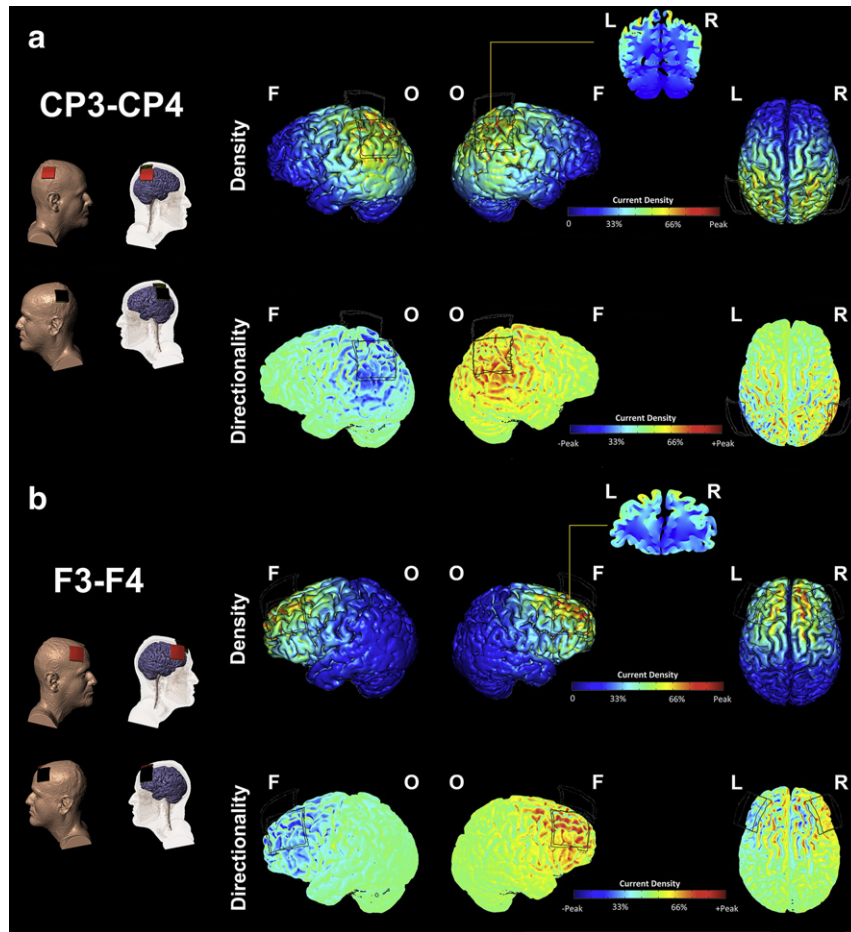 a
CP3-CP4
L R
F O O F L R
Density
Current Density
0 33% 66% Peak
F O O F L R
Directionality
Current Density
-Peak 33% 66% +Peak
b
F3-F4
L R
F O O F L R
Density
Current Density
0 33% 66% Peak
F O O F L R
Directionality
Current Density
-Peak 33% 66% +Peak